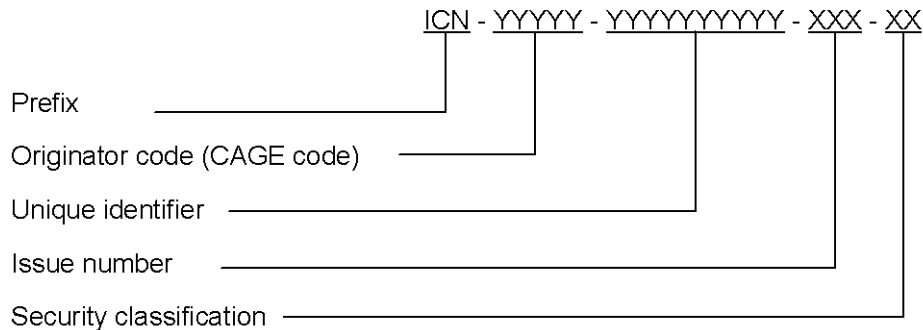 ICN - YYYYY - YYYYYYYYYY - XXX - XX
Prefix
Originator code (CAGE code)
Unique identifier
Issue number
Security classification